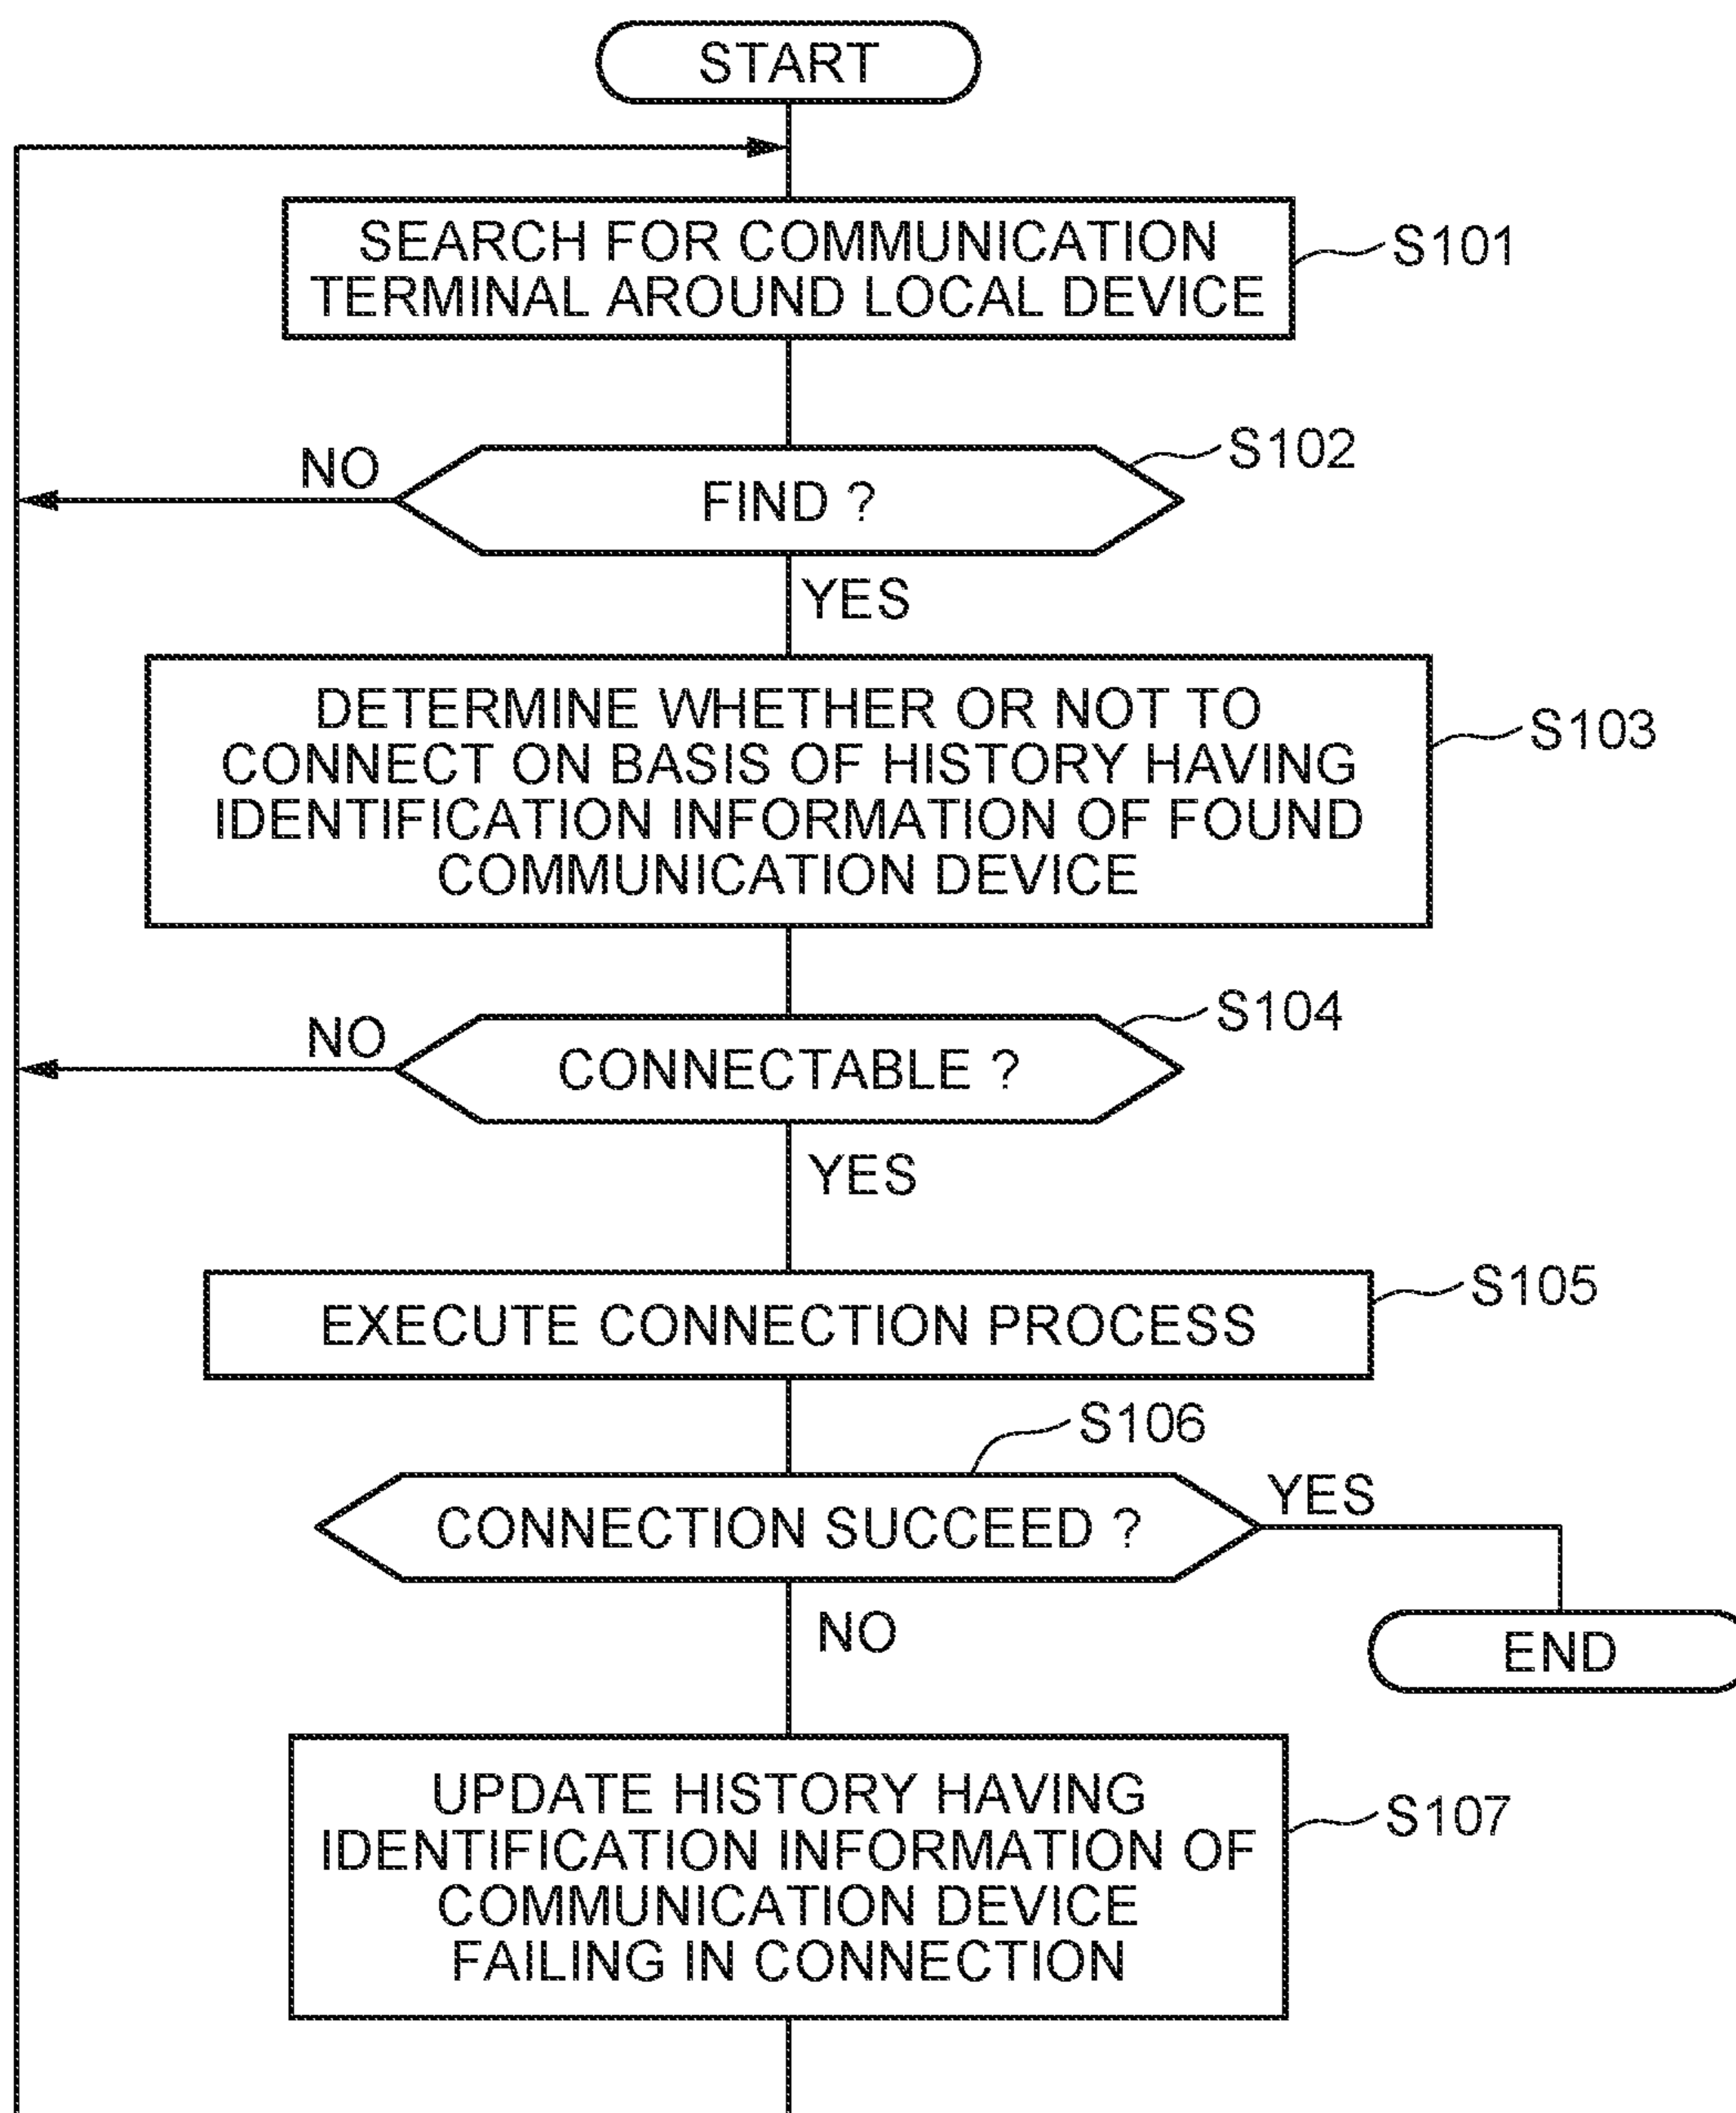 START
SEARCH FOR COMMUNICATION
TERMINAL AROUND LOCAL DEVICE
S101
NO
FIND ?
S102
YES
DETERMINE WHETHER OR NOT TO
CONNECT ON BASIS OF HISTORY HAVING
IDENTIFICATION INFORMATION OF FOUND
COMMUNICATION DEVICE
S103
NO
CONNECTABLE ?
S104
YES
EXECUTE CONNECTION PROCESS
S105
S106
CONNECTION SUCCEED ?
YES
NO
END
UPDATE HISTORY HAVING
IDENTIFICATION INFORMATION OF
COMMUNICATION DEVICE
FAILING IN CONNECTION
S107